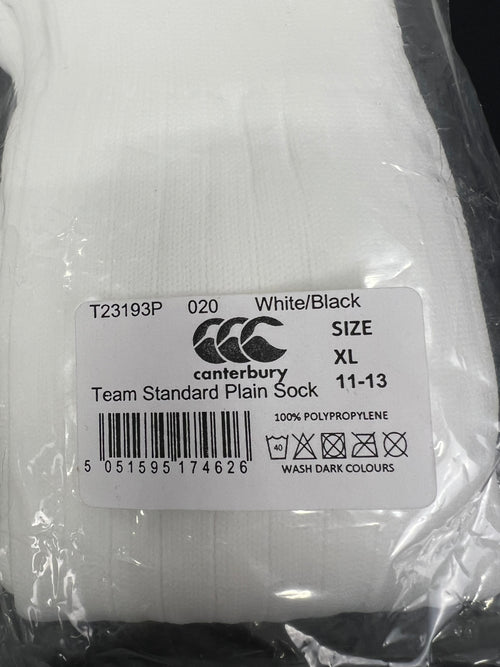 T23193P 020 White/Black
canterbury
SIZE
XL
11-13
Team Standard Plain Sock
100% POLYPROPYLENE
40
WASH DARK COLOURS
5 051595 174626